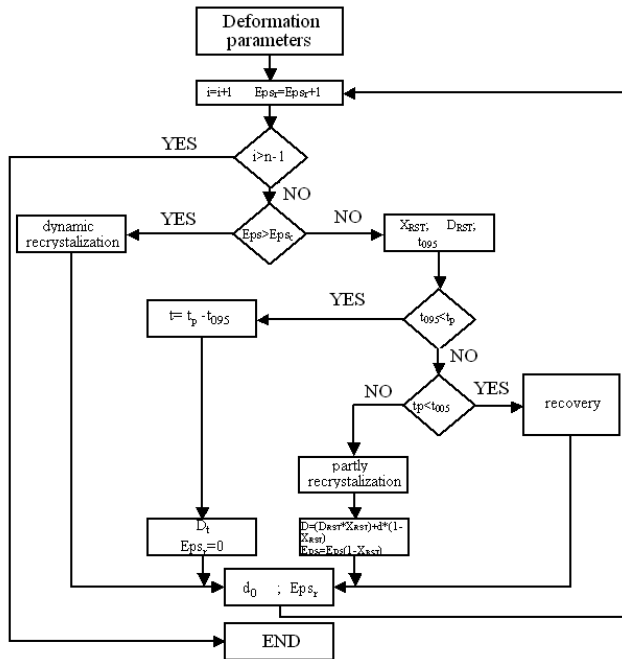 Deformation
parameters
i=i+1 Eps_r=Eps_r+1
YES
i>n-1
NO
dynamic
recrystalization
YES
Eps>Eps_c
NO
X_RST; D_RST;
t_095
t= t_p -t_095
YES
t_095<t_p
NO
NO
tp<t_005
YES
recovery
partly
recrystalization
D_t
Eps_r=0
D=(D_RST*X_RST)+d*(1-
X_RST)
Eps=Eps(1-X_RST)
d_0 ; Eps_r
END